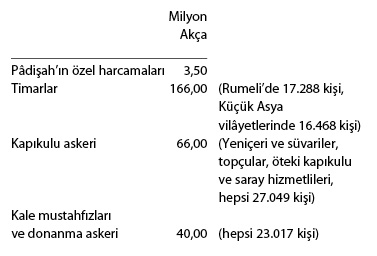 Milyon
Akça
Pâdişah’ın özel harcamaları 3,50
Timarlar 166,00 (Rumeli’de 17.288 kişi,
Küçük Asya
vilâyetlerinde 16.468 kişi)
Kapıkulu askeri 66,00 (Yeniçeri ve süvariler,
topçular, öteki kapıkulu
ve saray hizmetlileri,
hepsi 27.049 kişi)
Kale mustahfızları
ve donanma askeri 40,00 (hepsi 23.017 kişi)